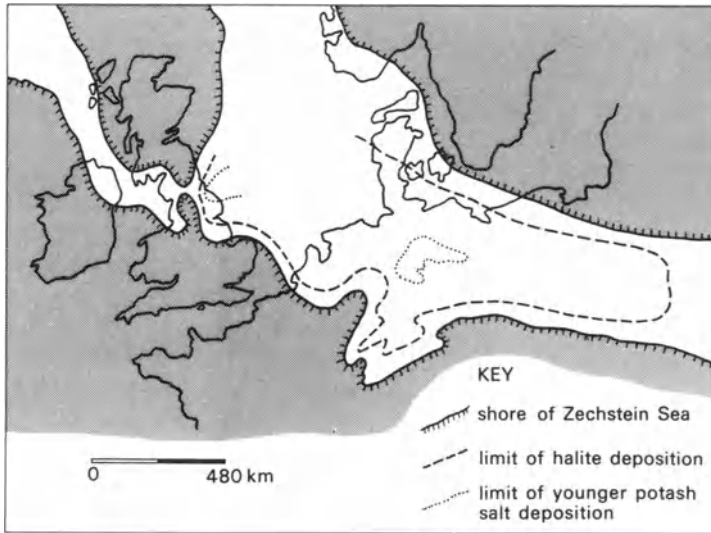 KEY
shore of Zechstein Sea
limit of halite deposition
limit of younger potash
salt deposition
0 480 km